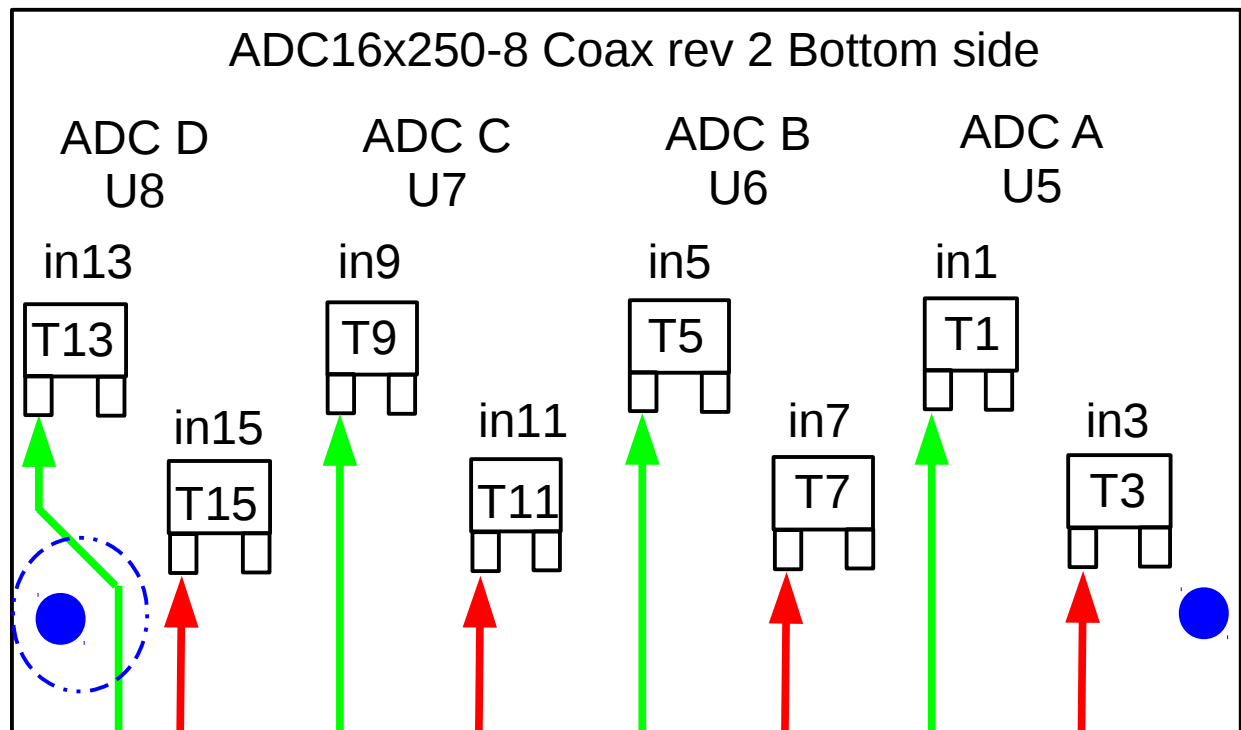 ADC16x250-8 Coax rev 2 Bottom side
ADC D
U8
ADC C
U7
ADC B
U6
ADC A
U5
in13
in9
in5
in1
T13
T9
T5
T1
in15
in11
in7
in3
T15
T11
T7
T3